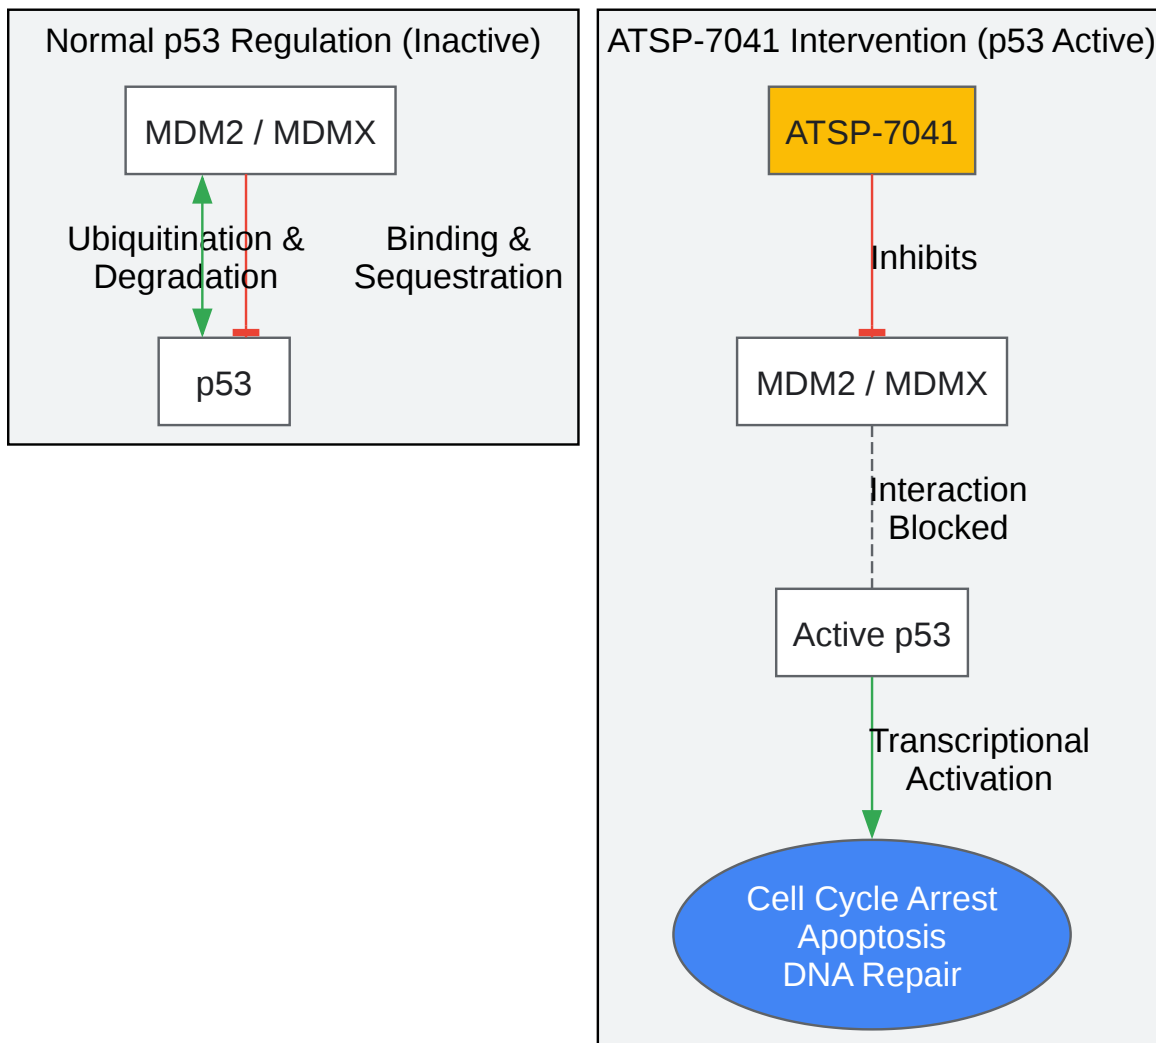 Normal p53 Regulation (Inactive)
MDM2 / MDMX
Ubiquitination &
Degradation
Binding &
Sequestration
p53
ATSP-7041 Intervention (p53 Active)
ATSP-7041
Inhibits
MDM2 / MDMX
Interaction
Blocked
Active p53
Transcriptional
Activation
Cell Cycle Arrest
Apoptosis
DNA Repair